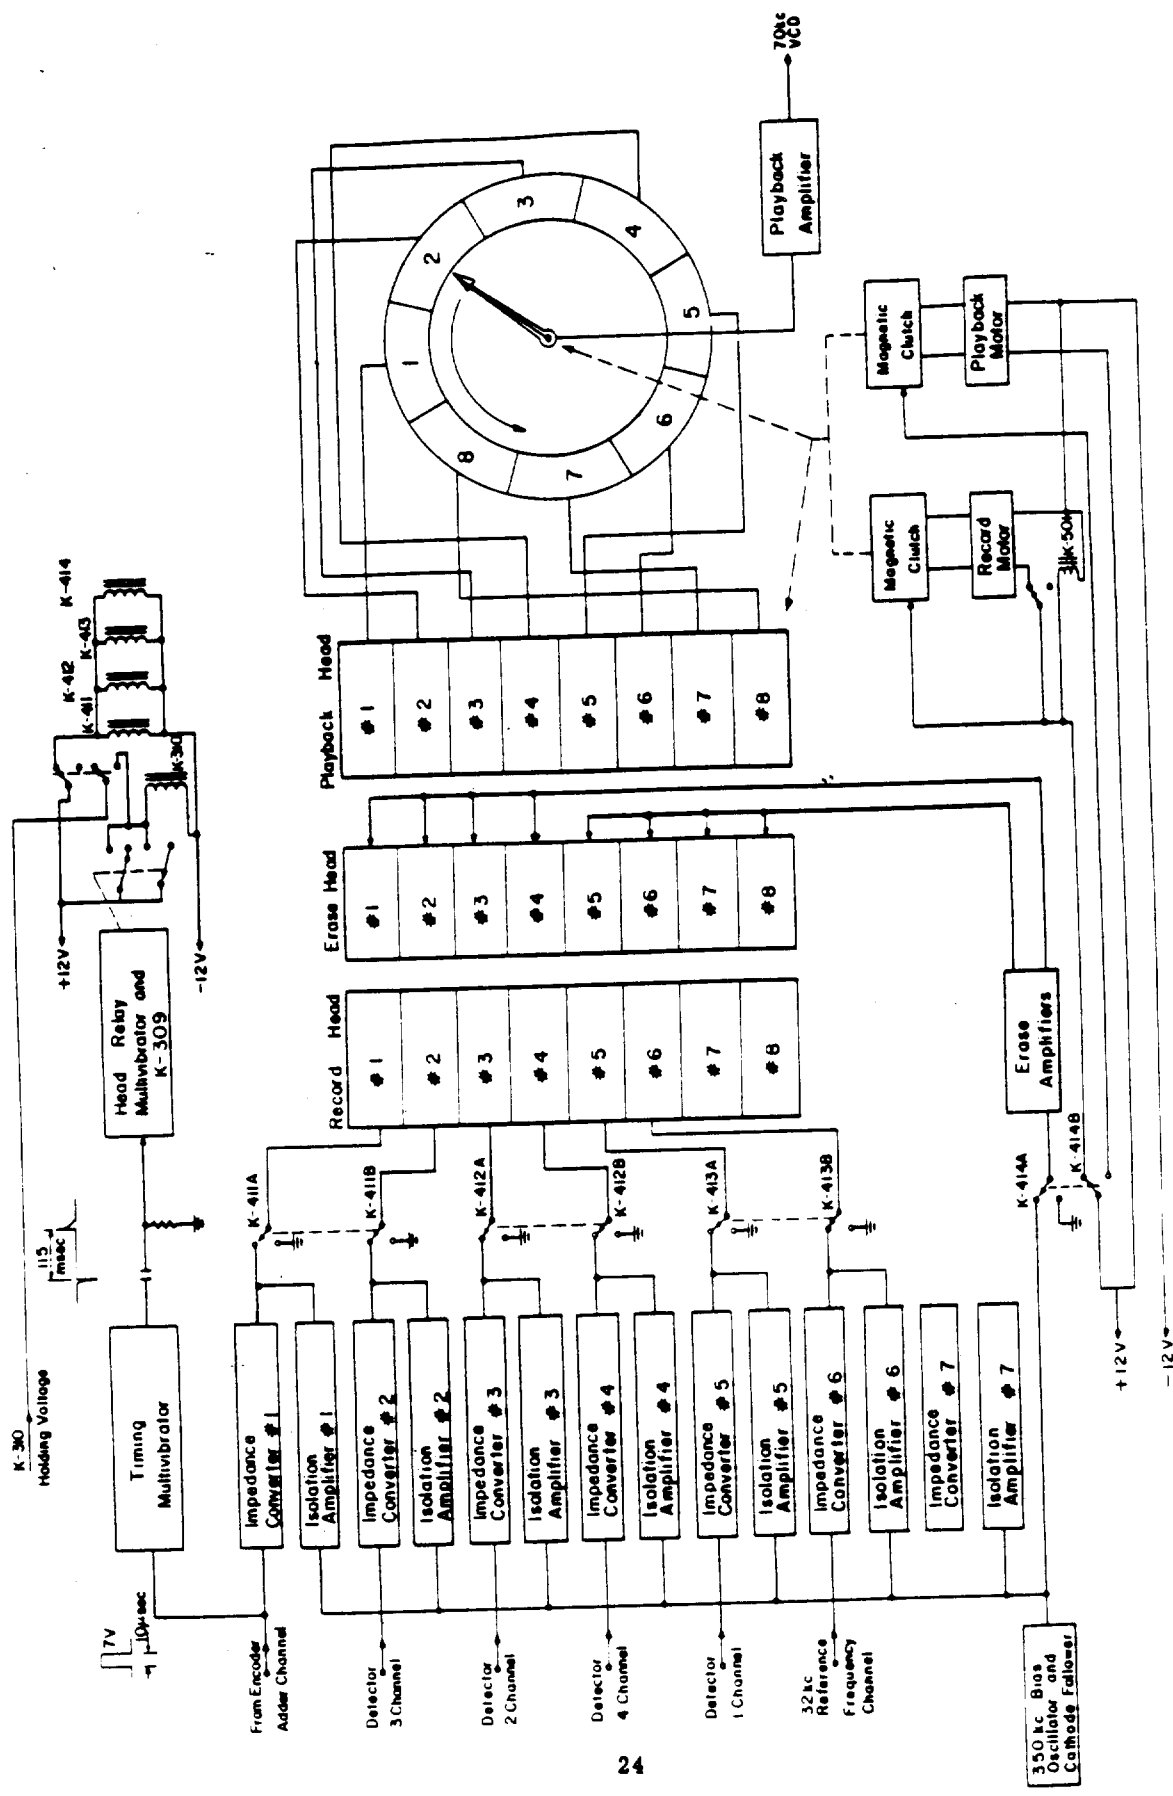 K-310
Holding Voltage
7V
10μsec
115
msec
Timing
Multivibrator
Head Relay
Multivibrator and
K-309
+12V
-12V
K-310
K-411
K-412
K-413
K-414
From Encoder
Adder Channel
Detector
3 Channel
Detector
2 Channel
Detector
4 Channel
Detector
1 Channel
32 kc
Reference
Frequency
Channel
350 kc Bias
Oscillator and
Cathode Follower
Impedance
Converter #1
Isolation
Amplifier #1
Impedance
Converter #2
Isolation
Amplifier #2
Impedance
Converter #3
Isolation
Amplifier #3
Impedance
Converter #4
Isolation
Amplifier #4
Impedance
Converter #5
Isolation
Amplifier #5
Impedance
Converter #6
Isolation
Amplifier #6
Impedance
Converter #7
Isolation
Amplifier #7
K-411A
K-411B
K-412A
K-412B
K-413A
K-413B
K-414A
K-414B
+12V
-12V
Record Head
#1
#2
#3
#4
#5
#6
#7
#8
Erase Head
#1
#2
#3
#4
#5
#6
#7
#8
Erase
Amplifiers
Playback Head
#1
#2
#3
#4
#5
#6
#7
#8
1
2
3
4
5
6
7
8
Magnetic
Clutch
Record
Motor
K-501
Magnetic
Clutch
Playback
Motor
Playback
Amplifier
70kc
VCO
24